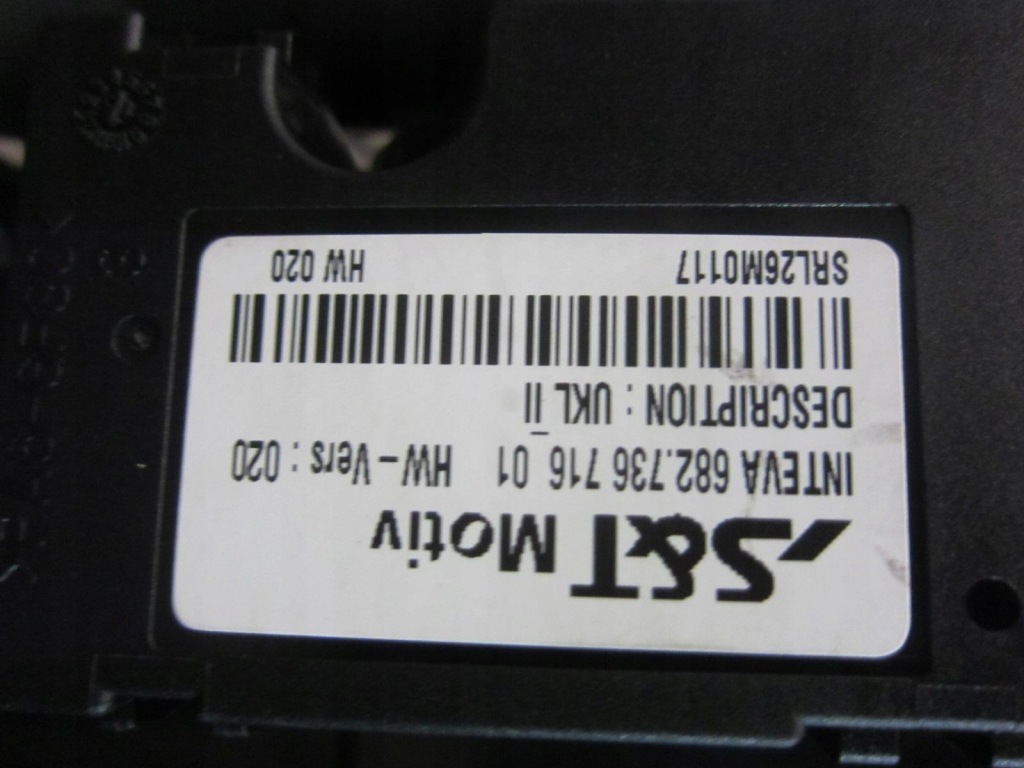 S&T Motiv
INTEVA 682.736 716 01 HW-Vers : 020
DESCRIPTION : UKL_II
SRL26M0117 HW 020